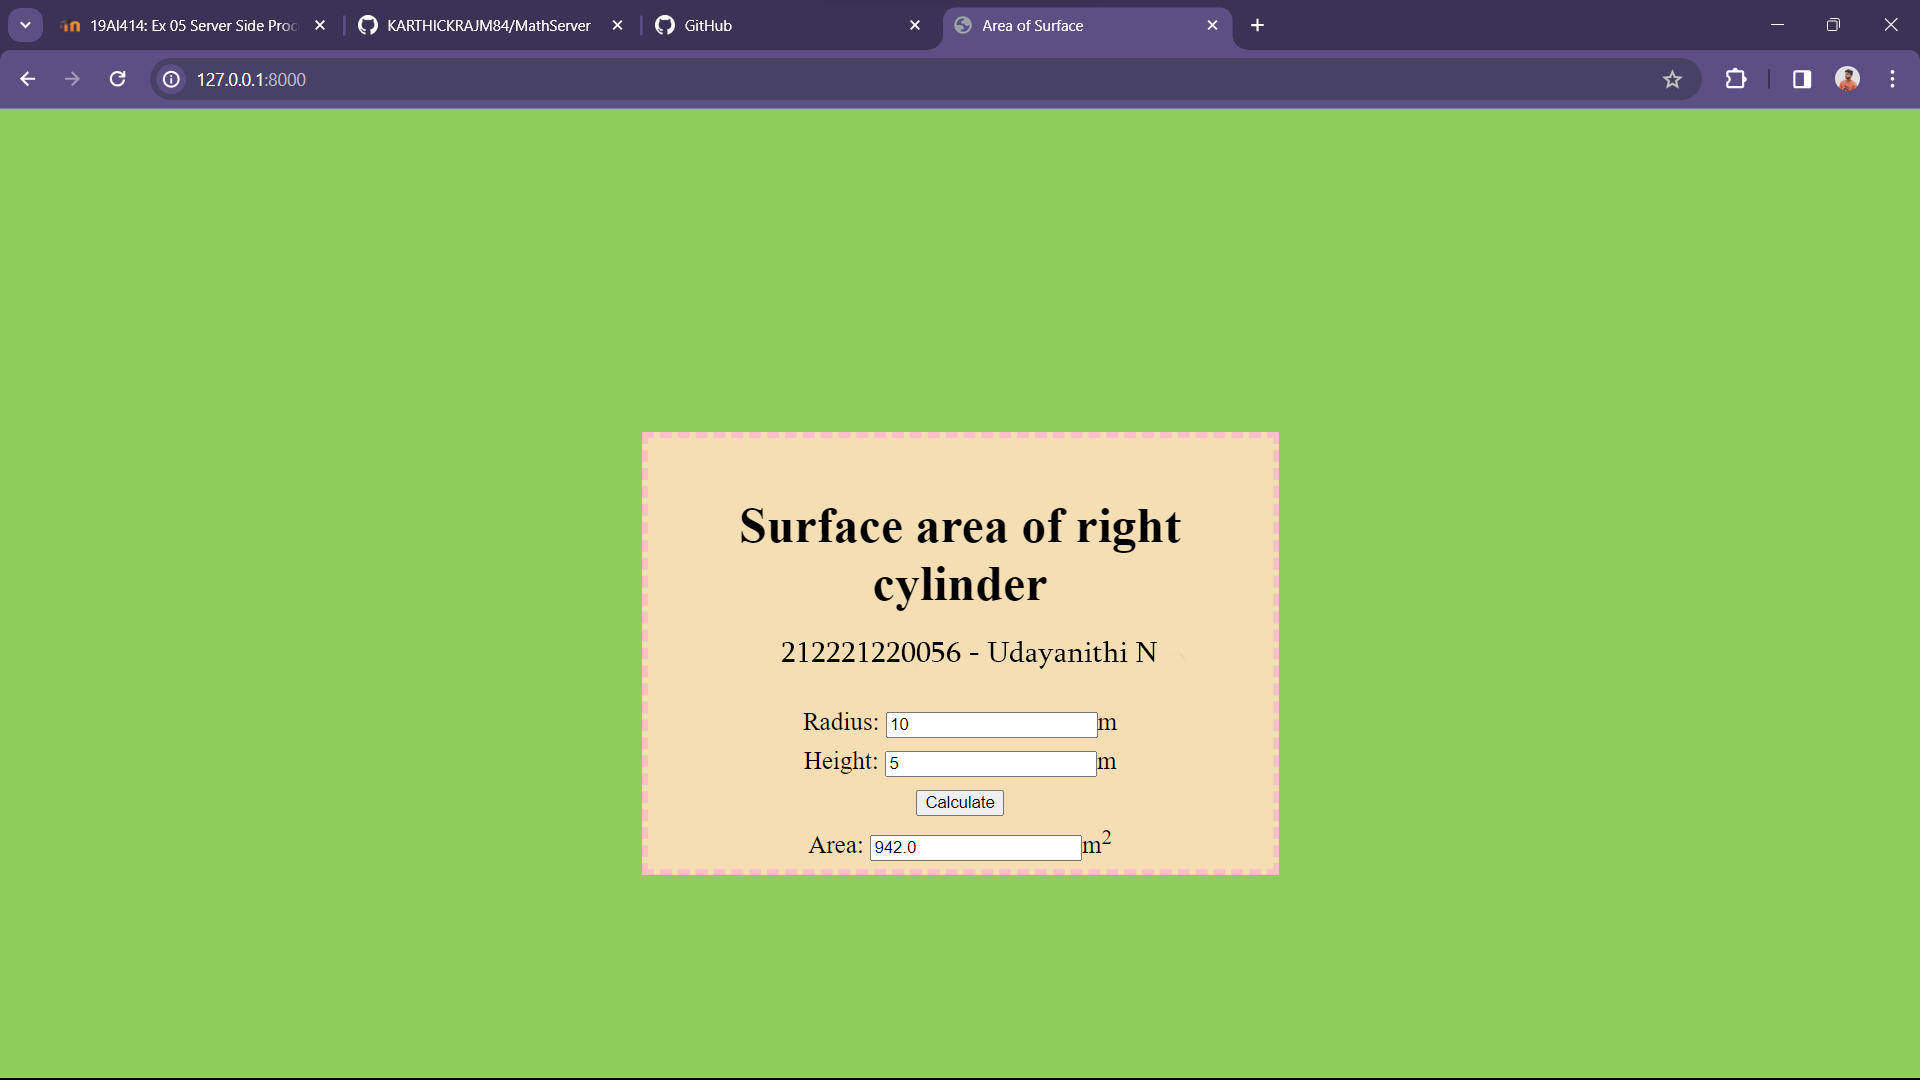 19AI414: Ex 05 Server Side Proc
KARTHICKRAJM84/MathServer
GitHub
Area of Surface
127.0.0.1:8000
Surface area of right
cylinder
212221220056 - Udayanithi N
Radius: 10 m
Height: 5 m
Calculate
Area: 942.0 m²